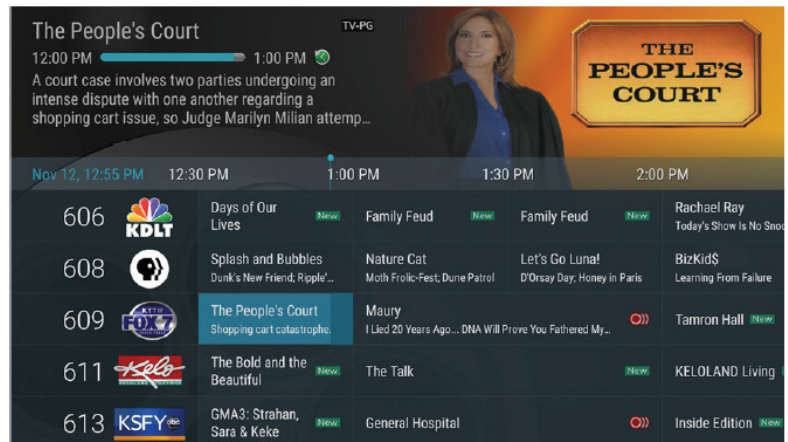 The People's Court
TV-PG
12:00 PM 1:00 PM
A court case involves two parties undergoing an
intense dispute with one another regarding a
shopping cart issue, so Judge Marilyn Milian attemp...
THE
PEOPLE'S
COURT
Nov 12, 12:55 PM 12:30 PM 1:00 PM 1:30 PM 2:00 PM
606
KDLT
Days of Our
Lives
New
Family Feud
New
Family Feud
New
Rachael Ray
Today's Show Is No Snoo
608
Splash and Bubbles
Dunk's New Friend; Ripple'...
Nature Cat
Moth Frolic-Fest; Dune Patrol
Let's Go Luna!
D'Orsay Day; Honey in Paris
BizKid$
Learning From Failure
609
KTTW
FOX 7
The People's Court
Shopping cart catastrophe.
Maury
I Lied 20 Years Ago... DNA Will Prove You Fathered My...
Tamron Hall New
611
Kelo
The Bold and the
Beautiful
New
The Talk
New
KELOLAND Living
613
KSFY abc
GMA3: Strahan,
Sara & Keke
New
General Hospital
Inside Edition New